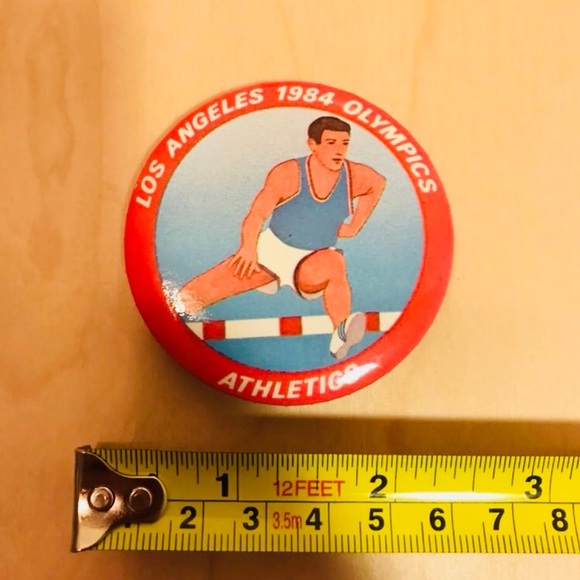 LOS ANGELES 1984 OLYMPICS
ATHLETICS
1 12FEET 2 3
2 3 3.5m 4 5 6 7 8